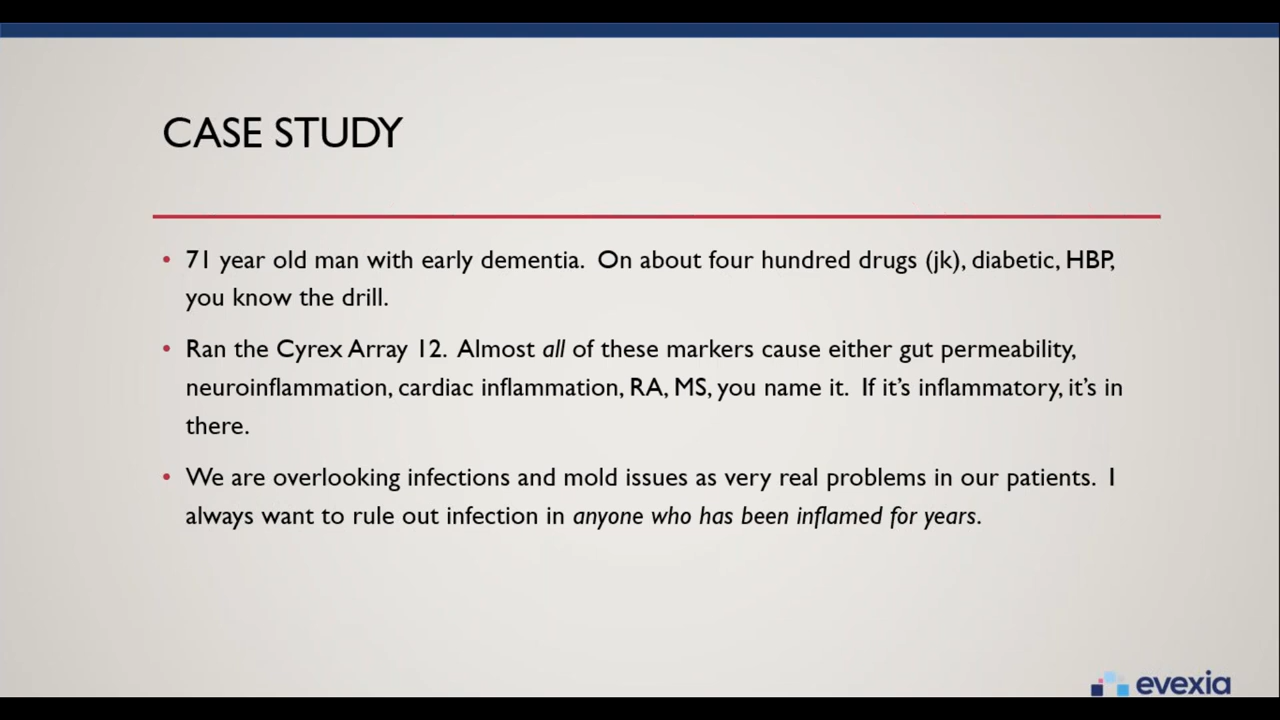 CASE STUDY
• 71 year old man with early dementia. On about four hundred drugs (jk), diabetic, HBP,
you know the drill.
• Ran the Cyrex Array 12. Almost all of these markers cause either gut permeability,
neuroinflammation, cardiac inflammation, RA, MS, you name it. If it’s inflammatory, it’s in
there.
• We are overlooking infections and mold issues as very real problems in our patients. I
always want to rule out infection in anyone who has been inflamed for years.
evexia